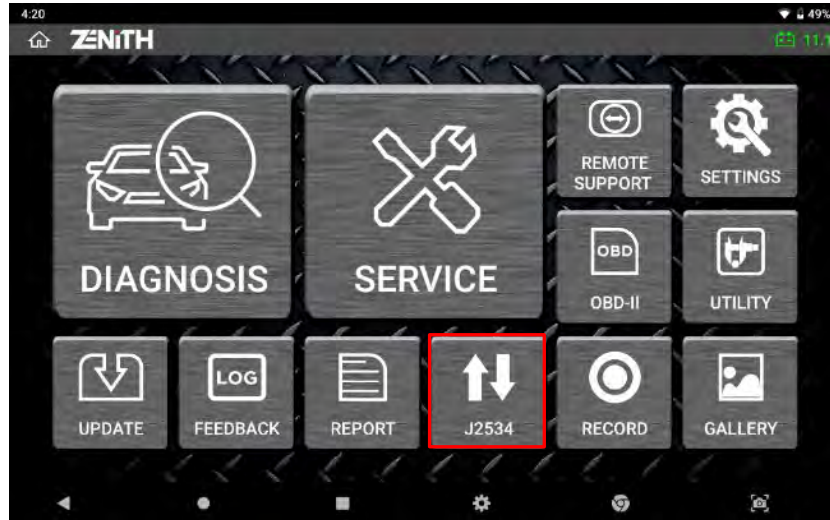 4:20
49%
ZENITH
11.1
DIAGNOSIS
SERVICE
REMOTE
SUPPORT
SETTINGS
OBD
OBD-II
UTILITY
UPDATE
LOG
FEEDBACK
REPORT
J2534
RECORD
GALLERY